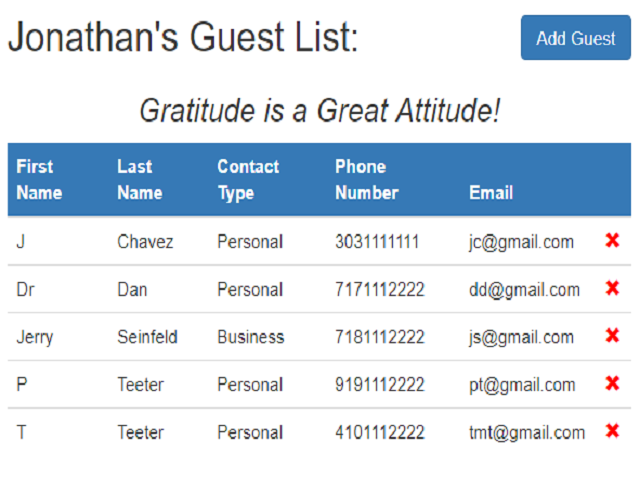 Jonathan's Guest List: Add Guest
Gratitude is a Great Attitude!
First Name Last Name Contact Type Phone Number Email
J Chavez Personal 3031111111 jc@gmail.com
Dr Dan Personal 7171112222 dd@gmail.com
Jerry Seinfeld Business 7181112222 js@gmail.com
P Teeter Personal 9191112222 pt@gmail.com
T Teeter Personal 4101112222 tmt@gmail.com